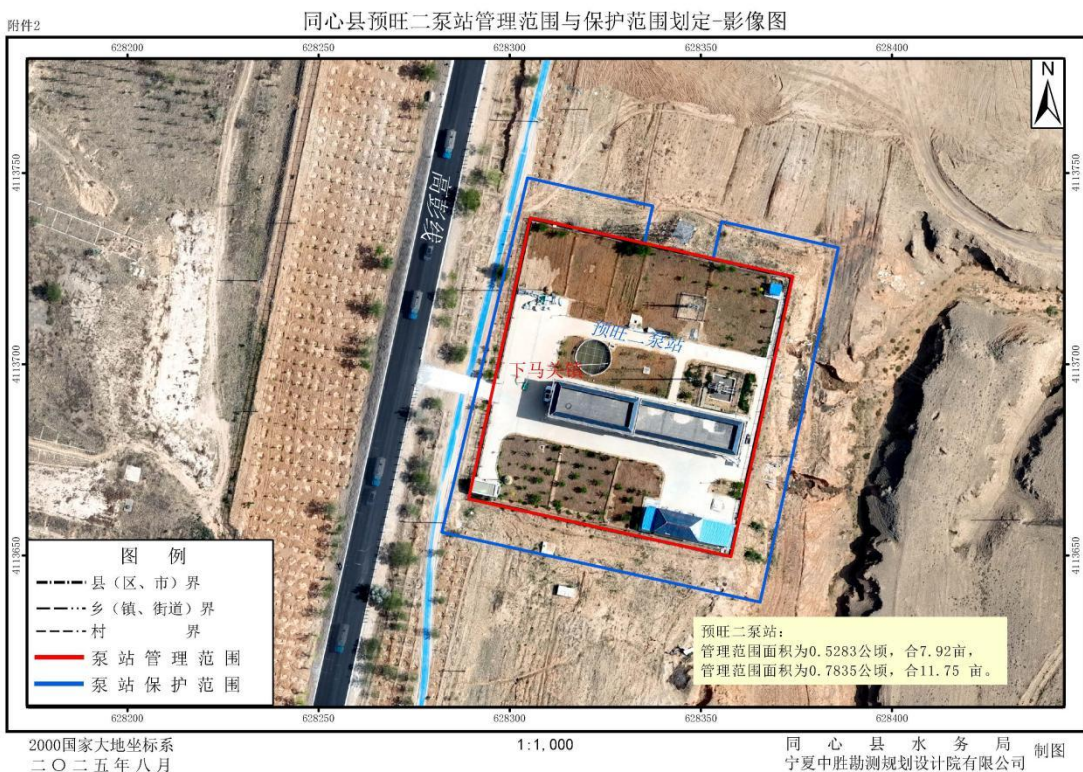 附件2
同心县预旺二泵站管理范围与保护范围划定-影像图
628200 628250 628300 628350 628400
N
4113750 4113750
高彭线
预旺二泵站
4113700 4113700
下马关镇
4113650 4113650
图 例
县（区、市）界
乡（镇、街道）界
村 界
泵站管理范围
泵站保护范围
预旺二泵站：
管理范围面积为0.5283公顷，合7.92亩，
管理范围面积为0.7835公顷，合11.75 亩。
628200 628250 628300 628350 628400
2000国家大地坐标系
二〇二五年八月
1:1,000
同心县水务局
宁夏中胜勘测规划设计院有限公司
制图